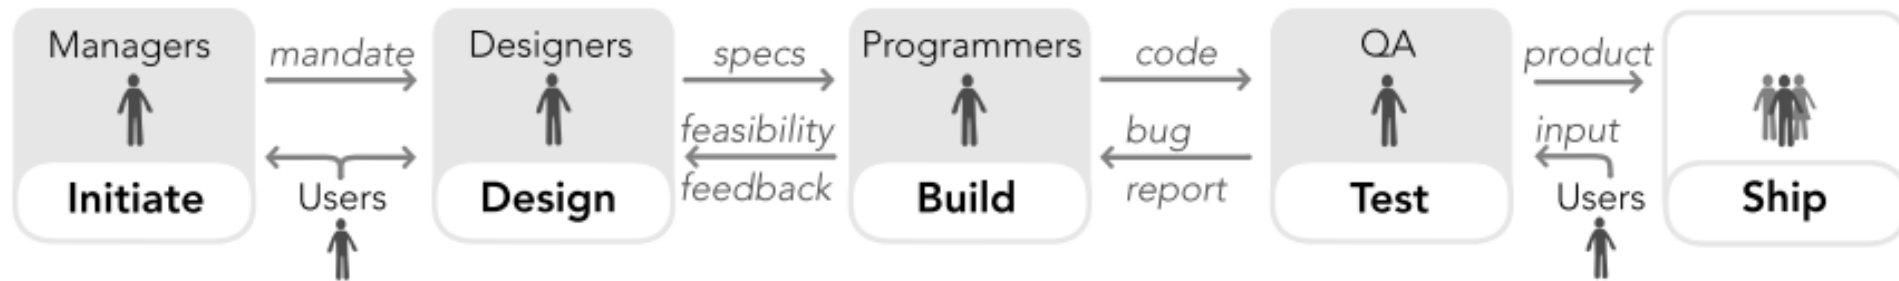 Managers
Initiate
mandate
Users
Designers
Design
specs
feasibility
feedback
Programmers
Build
code
bug
report
QA
Test
product
input
Users
Ship